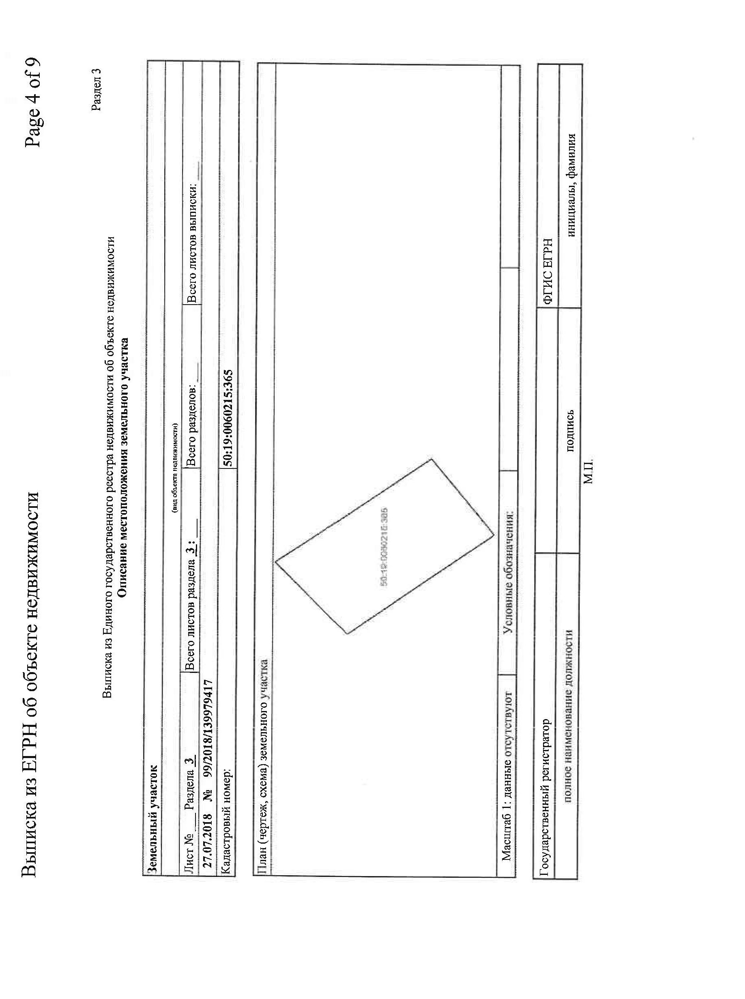 Выписка из ЕГРН об объекте недвижимости Page 4 of 9
Раздел 3
Выписка из Единого государственного реестра недвижимости об объекте недвижимости
Описание местоположения земельного участка
Земельный участок
(вид объекта недвижимости)
Лист № ___ Раздела 3 Всего листов раздела 3 : ___ Всего разделов: ___ Всего листов выписки: ___
27.07.2018 № 99/2018/139979417
Кадастровый номер: 50:19:0060215:365
План (чертеж, схема) земельного участка
50:19:0060215:365
Масштаб 1: данные отсутствуют Условные обозначения:
Государственный регистратор ФГИС ЕГРН
полное наименование должности подпись инициалы, фамилия
М.П.